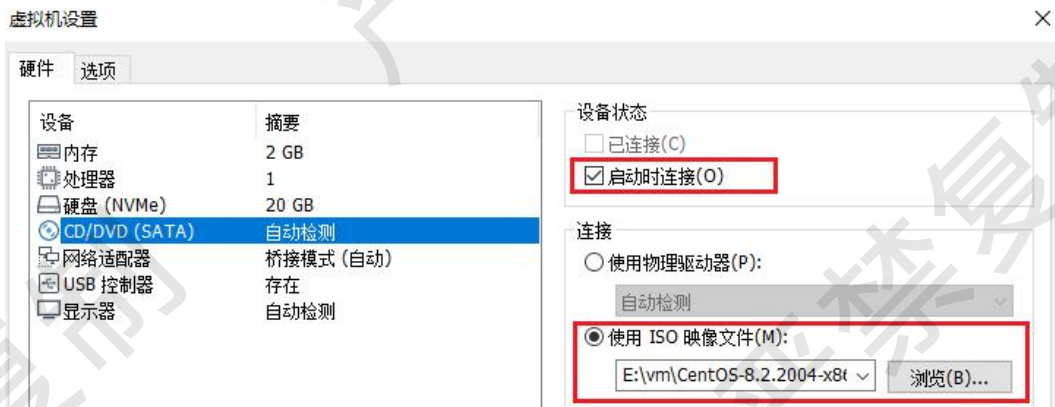 虚拟机设置
硬件 选项
设备 摘要
内存 2 GB
处理器 1
硬盘 (NVMe) 20 GB
CD/DVD (SATA) 自动检测
网络适配器 桥接模式 (自动)
USB 控制器 存在
显示器 自动检测
设备状态
已连接(C)
启动时连接(O)
连接
使用物理驱动器(P):
自动检测
使用 ISO 映像文件(M):
E:\vm\CentOS-8.2.2004-x86
浏览(B)...
严禁复制